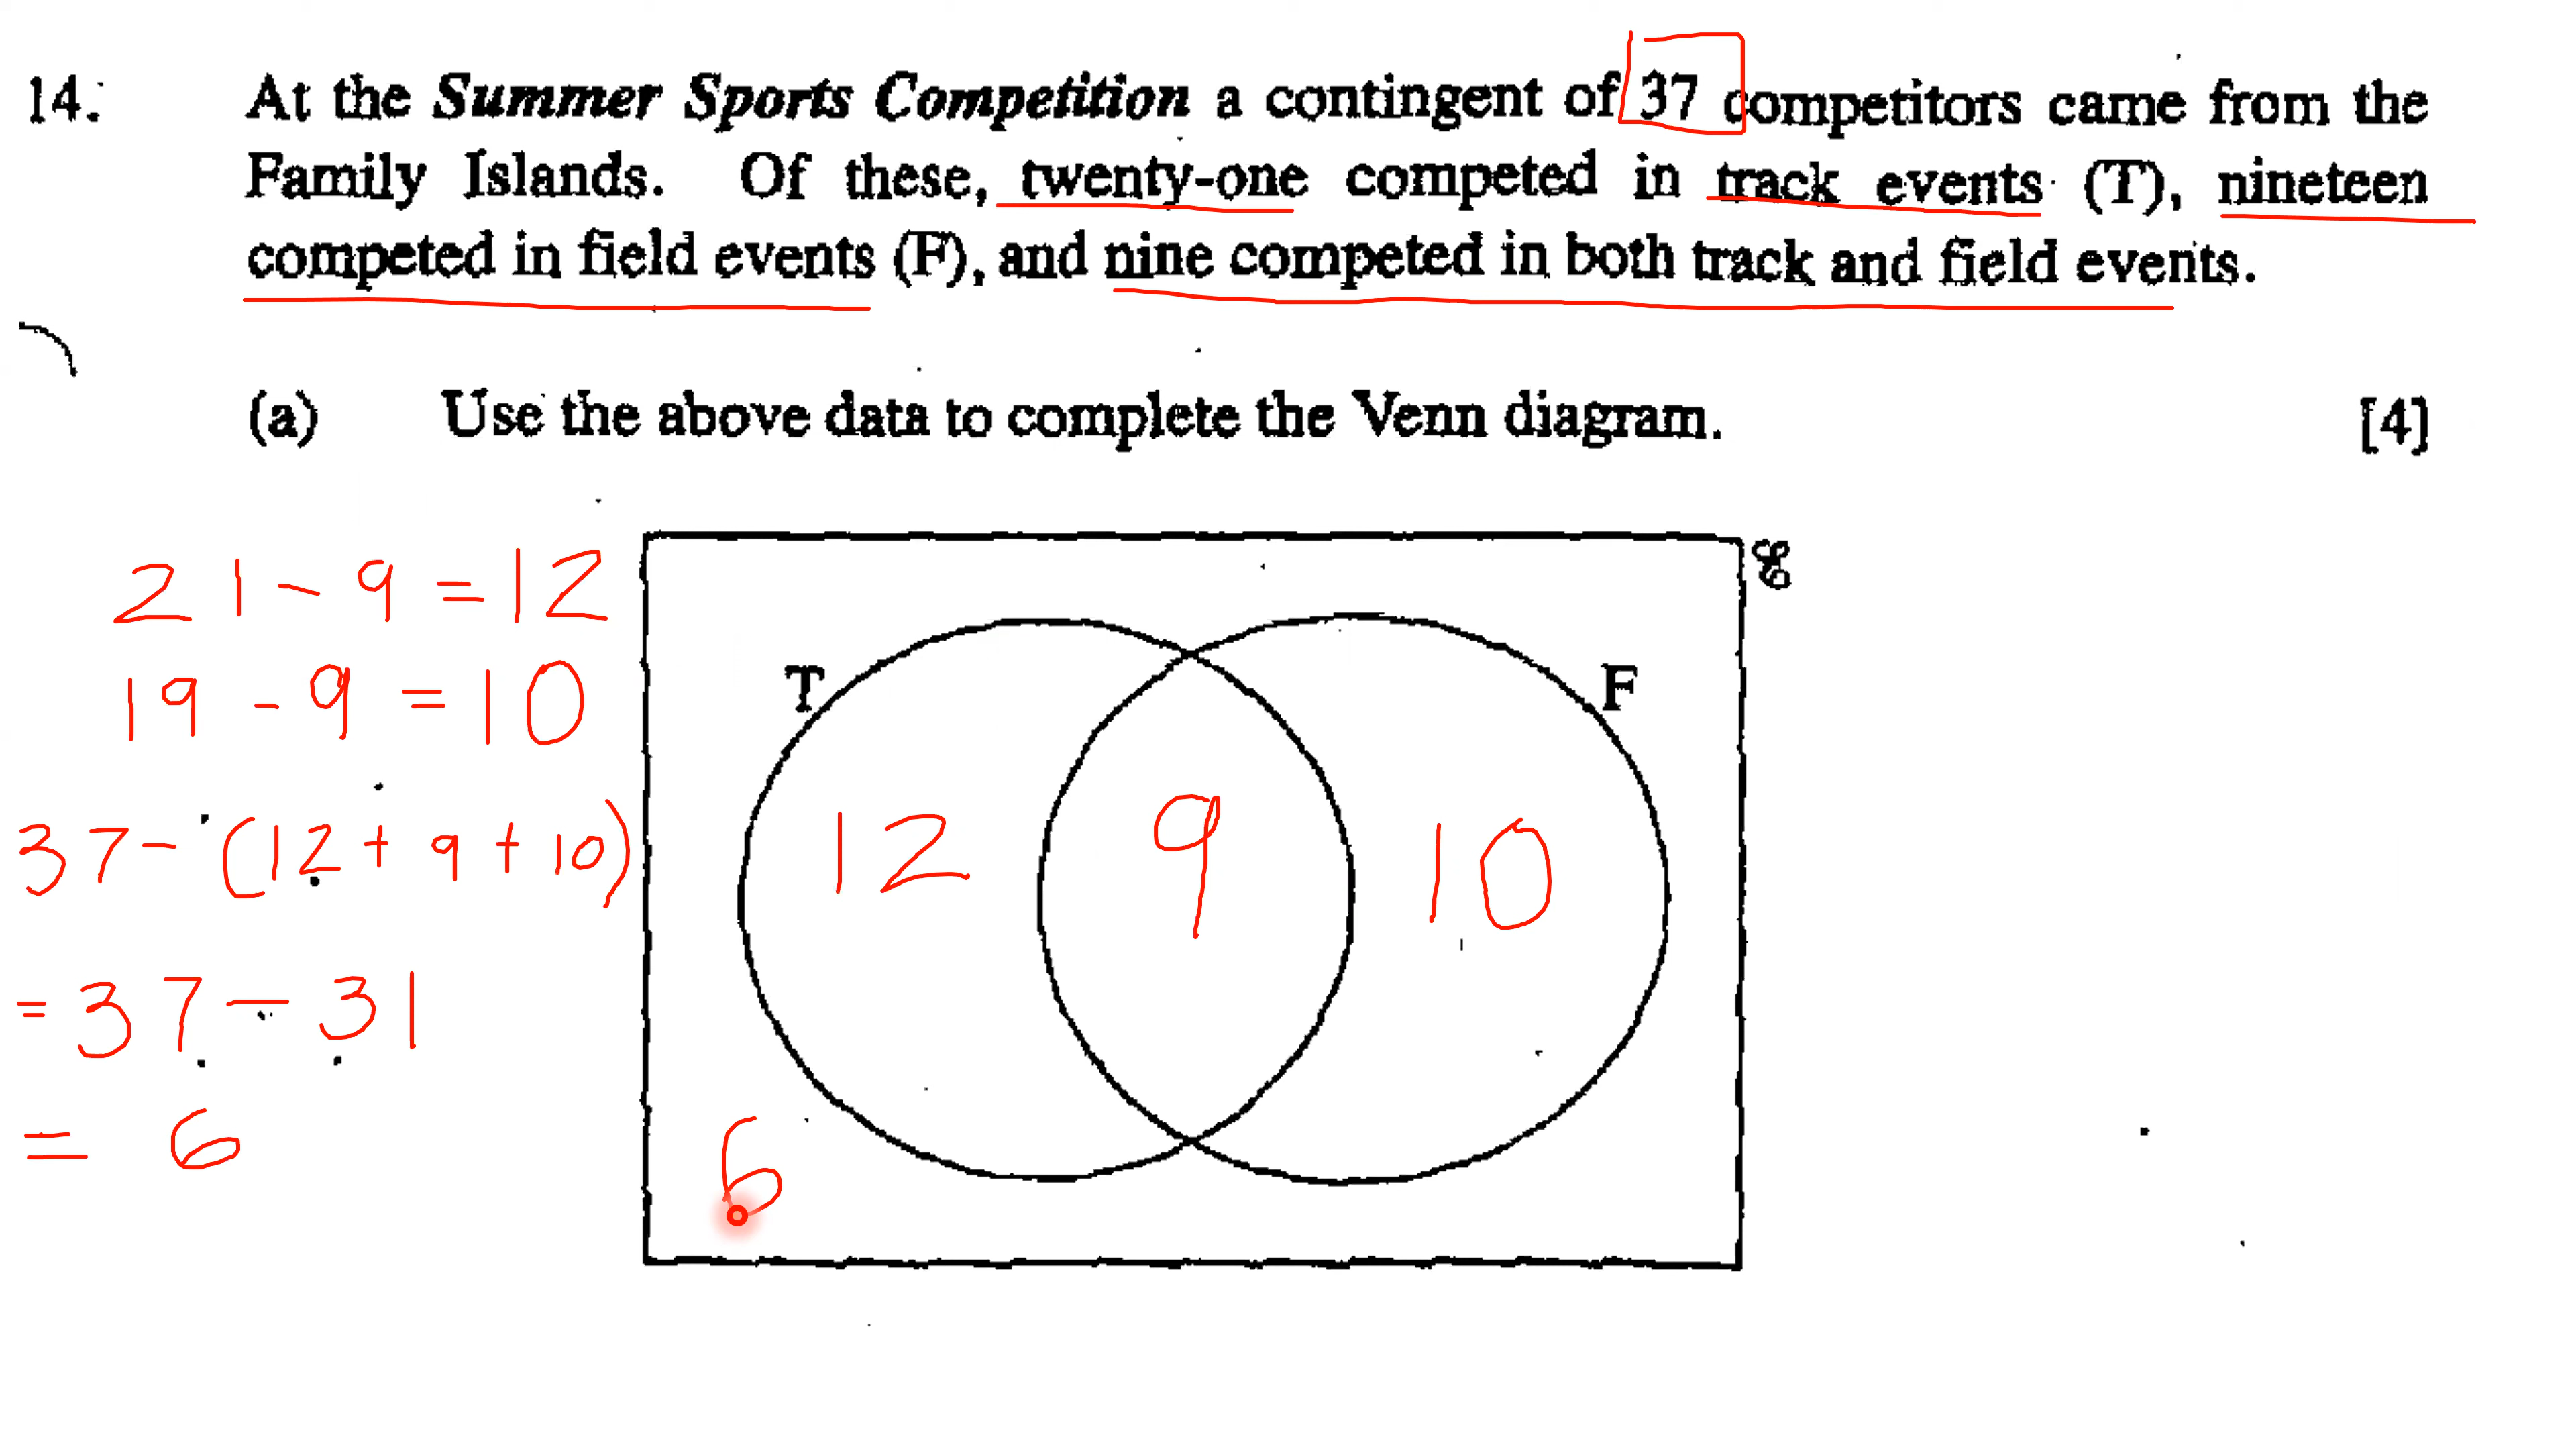 14. At the Summer Sports Competition a contingent of 37 competitors came from the
Family Islands. Of these, twenty-one competed in track events (T), nineteen
competed in field events (F), and nine competed in both track and field events.
(a) Use the above data to complete the Venn diagram. [4]
21 - 9 = 12
19 - 9 = 10
37 - (12 + 9 + 10)
= 37 - 31
= 6
ℰ
T F
12 9 10
6